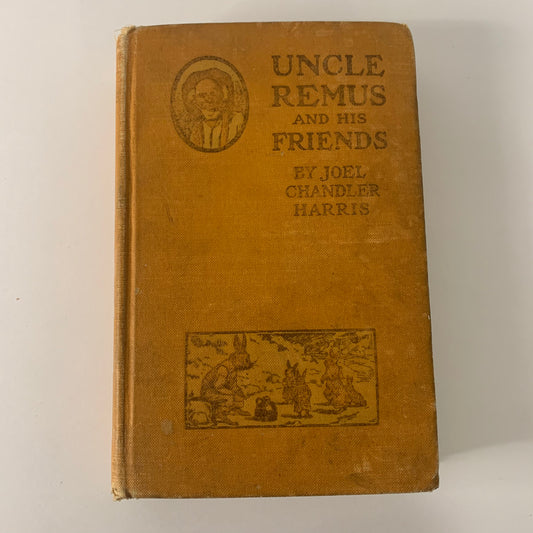 UNCLE
REMUS
AND HIS
FRIENDS
BY JOEL
CHANDLER
HARRIS